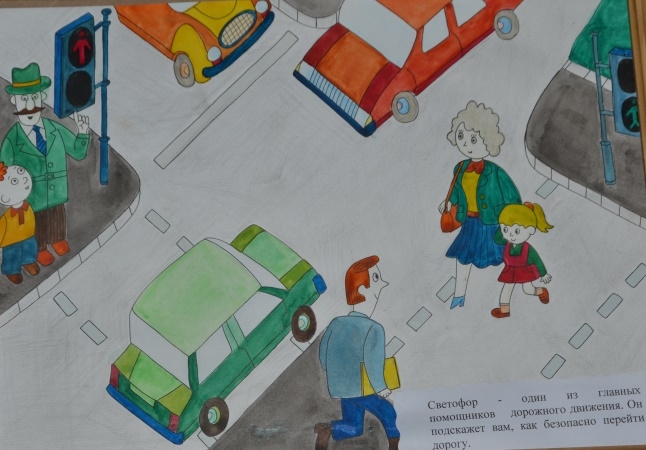 Светофор - один из главных
помощников дорожного движения. Он
подскажет вам, как безопасно перейти
дорогу.